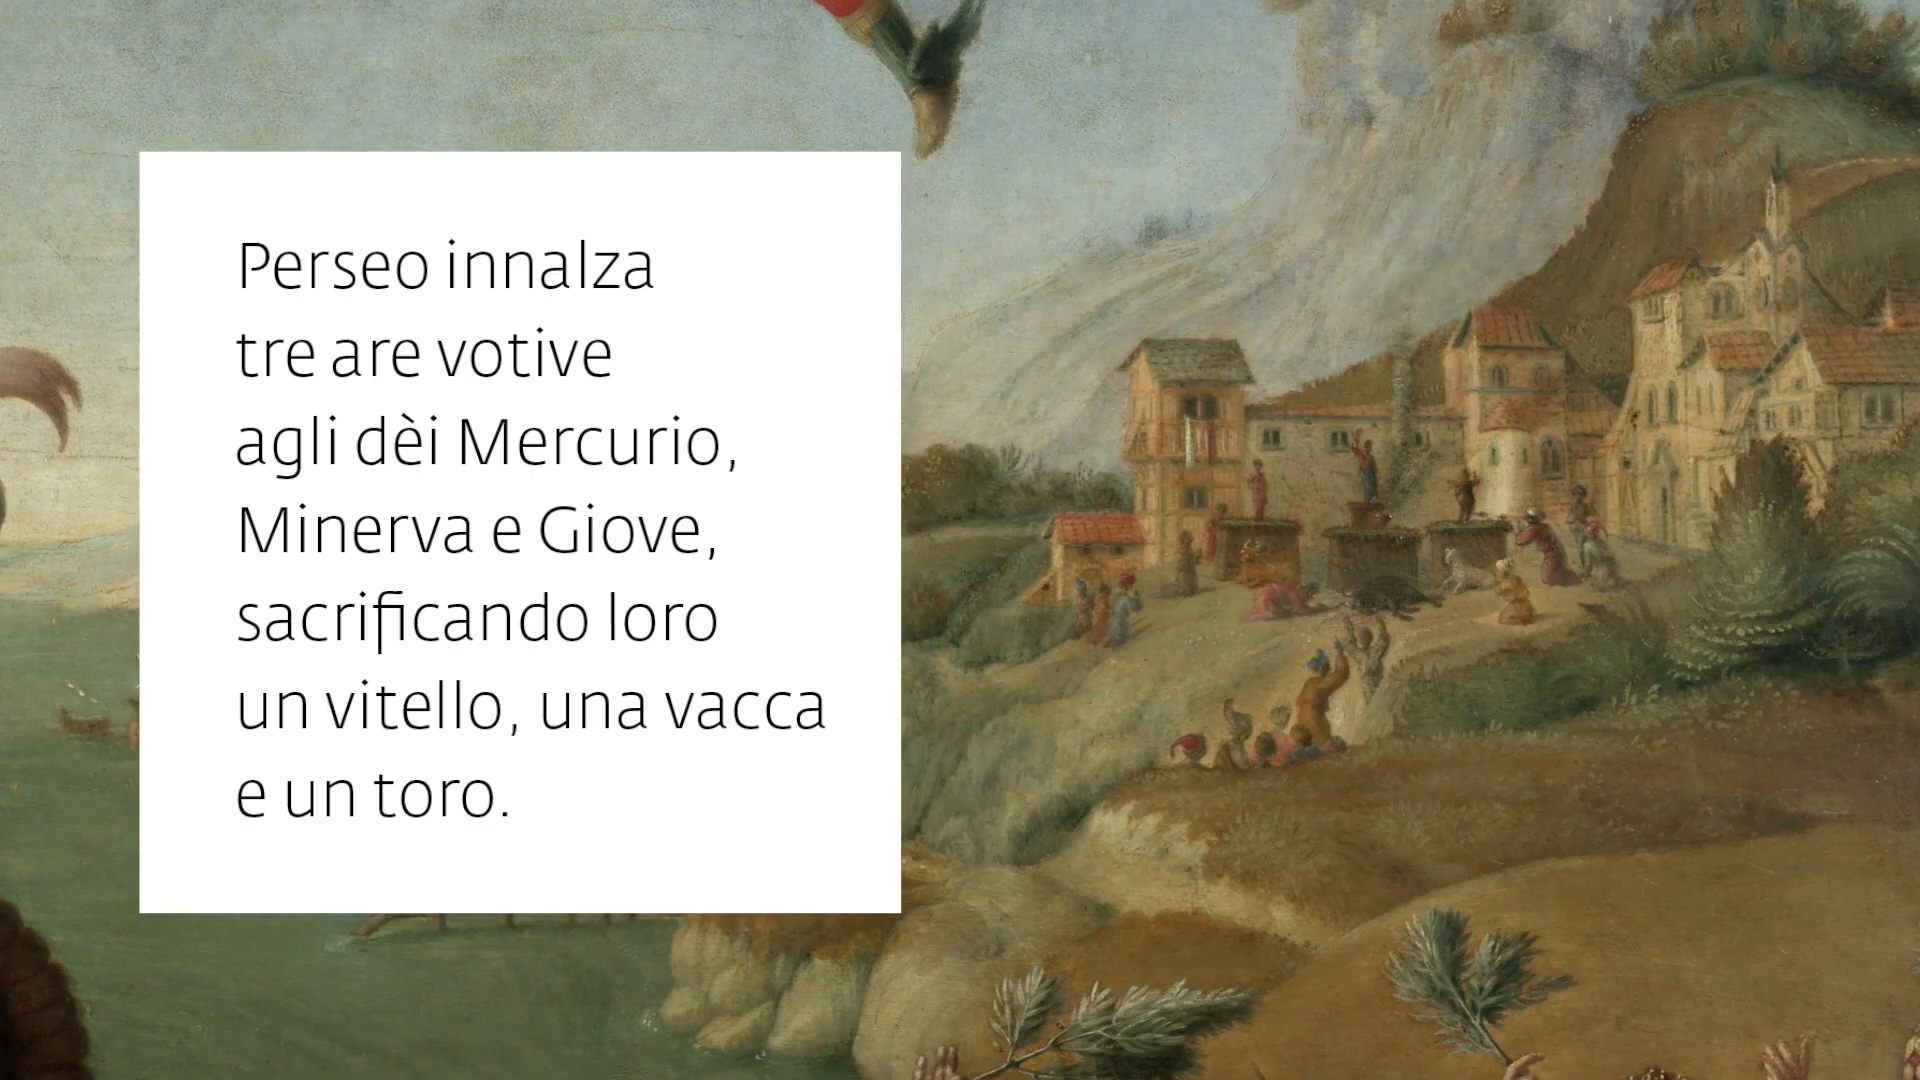 Perseo innalza
tre are votive
agli dèi Mercurio,
Minerva e Giove,
sacrificando loro
un vitello, una vacca
e un toro.